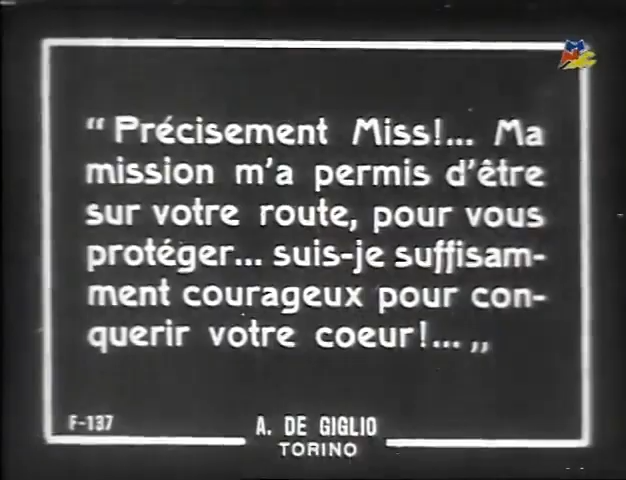 “Précisement Miss!... Ma
mission m'a permis d'être
sur votre route, pour vous
protéger... suis-je suffisam-
ment courageux pour con-
querir votre coeur!... „
F-137
A. DE GIGLIO
TORINO